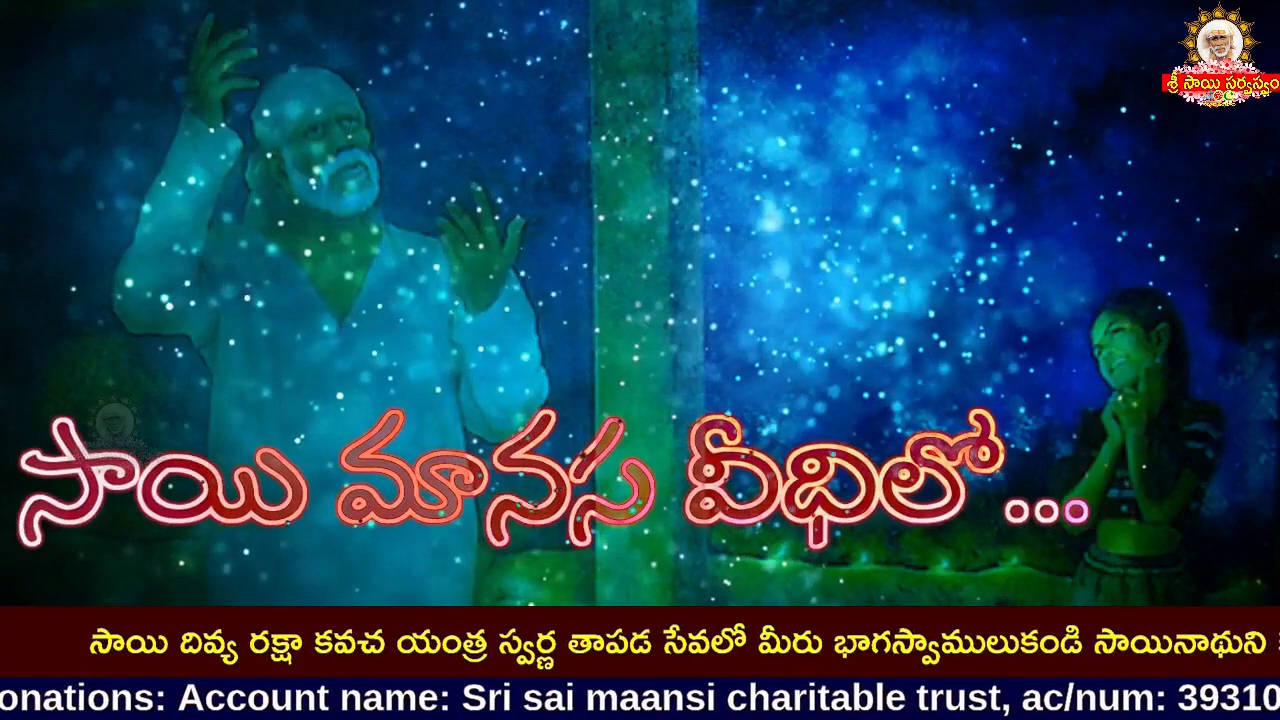 శ్రీ సాయి సర్వస్వం
సాయి మానస వీధిలో ...
సాయి దివ్య రక్షా కవచ యంత్ర స్వర్ణ తాపడ సేవలో మీరు భాగస్వాములుకండి సాయినాథుని
onations: Account name: Sri sai maansi charitable trust, ac/num: 39310